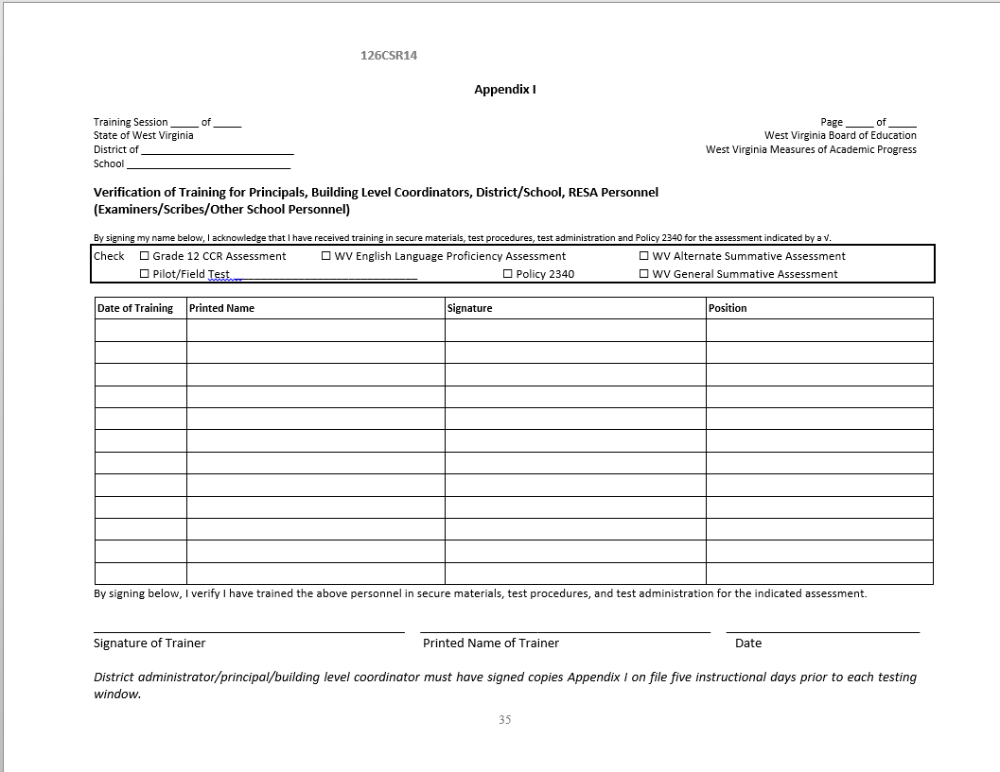 126CSR14
Appendix I
Training Session _____ of _____
Page _____ of _____
State of West Virginia
West Virginia Board of Education
District of ___________________________
West Virginia Measures of Academic Progress
School _____________________________
Verification of Training for Principals, Building Level Coordinators, District/School, RESA Personnel
(Examiners/Scribes/Other School Personnel)
By signing my name below, I acknowledge that I have received training in secure materials, test procedures, test administration and Policy 2340 for the assessment indicated by a √.
Check ☐ Grade 12 CCR Assessment ☐ WV English Language Proficiency Assessment ☐ WV Alternate Summative Assessment
☐ Pilot/Field Test_________________________________ ☐ Policy 2340 ☐ WV General Summative Assessment
Date of Training Printed Name Signature Position
By signing below, I verify I have trained the above personnel in secure materials, test procedures, and test administration for the indicated assessment.
Signature of Trainer Printed Name of Trainer Date
District administrator/principal/building level coordinator must have signed copies Appendix I on file five instructional days prior to each testing
window.
35